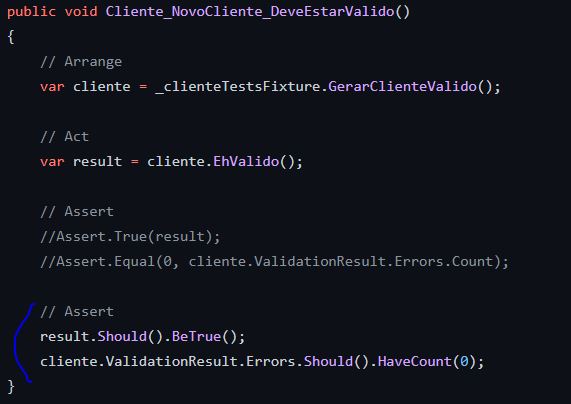 public void Cliente_NovoCliente_DeveEstarValido()
{
// Arrange
var cliente = _clienteTestsFixture.GerarClienteValido();
// Act
var result = cliente.EhValido();
// Assert
//Assert.True(result);
//Assert.Equal(0, cliente.ValidationResult.Errors.Count);
// Assert
result.Should().BeTrue();
cliente.ValidationResult.Errors.Should().HaveCount(0);
}